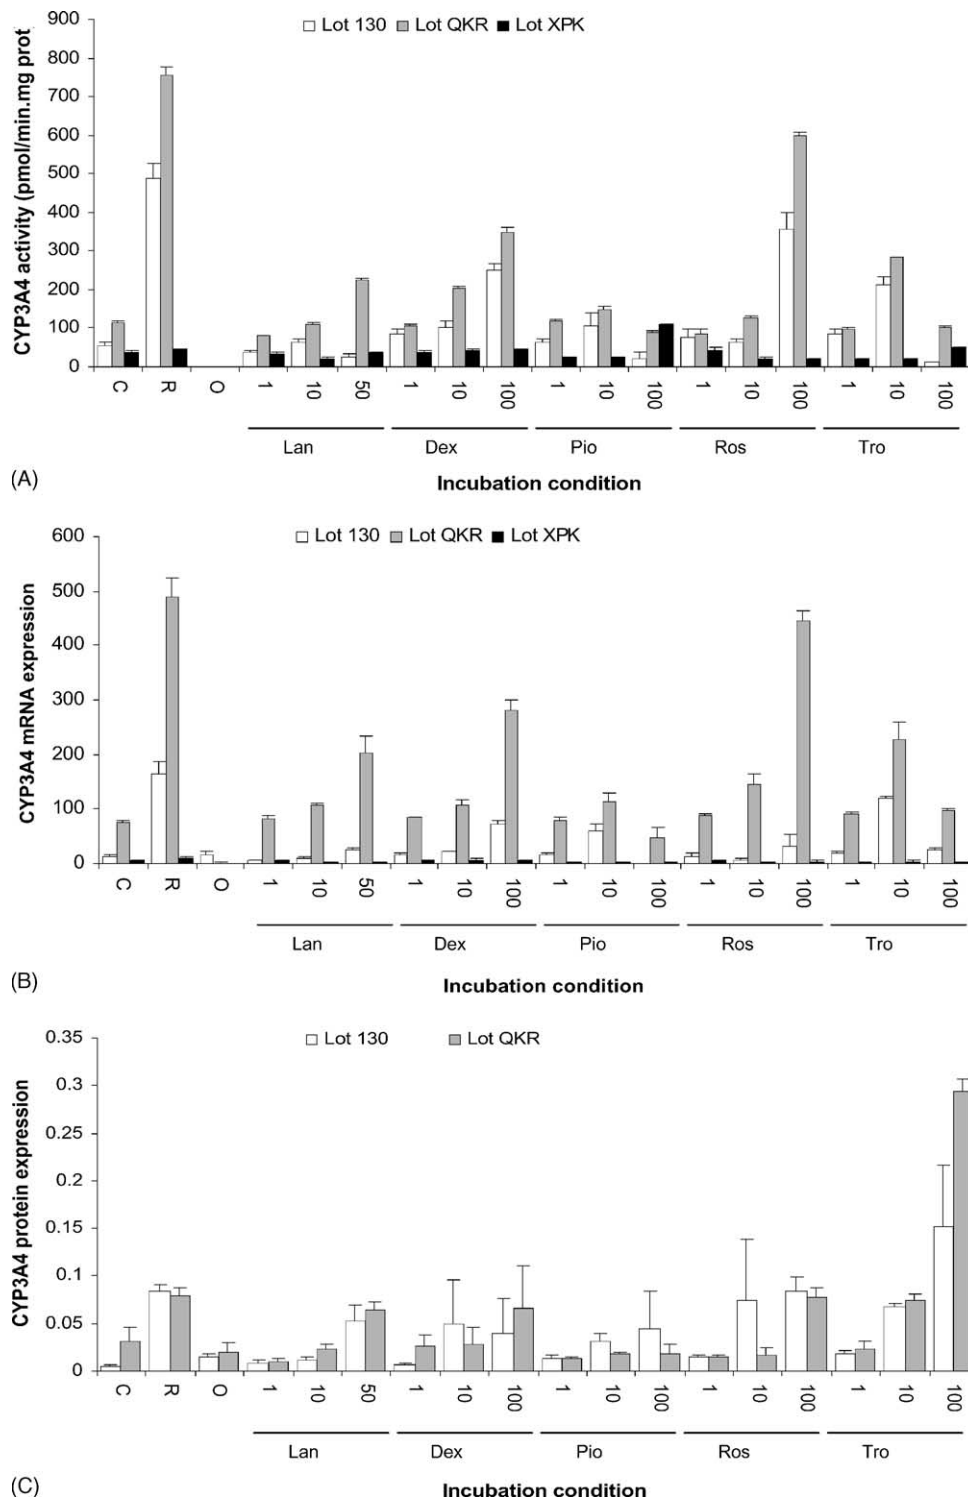 900
800
700
600
500
400
300
200
100
0
CYP3A4 activity (pmol/min.mg prot
Lot 130 Lot QKR Lot XPK
C R O 1 10 50 1 10 100 1 10 100 1 10 100 1 10 100
Lan Dex Pio Ros Tro
(A)
Incubation condition
600
500
400
300
200
100
0
CYP3A4 mRNA expression
Lot 130 Lot QKR Lot XPK
C R O 1 10 50 1 10 100 1 10 100 1 10 100 1 10 100
Lan Dex Pio Ros Tro
(B)
Incubation condition
0.35
0.3
0.25
0.2
0.15
0.1
0.05
0
CYP3A4 protein expression
Lot 130 Lot QKR
C R O 1 10 50 1 10 100 1 10 100 1 10 100 1 10 100
Lan Dex Pio Ros Tro
(C)
Incubation condition